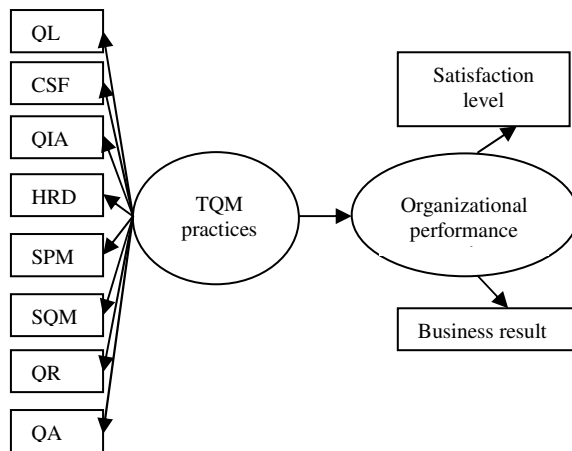 QL
CSF
QIA
HRD
SPM
SQM
QR
QA
TQM
practices
Organizational
performance
Satisfaction
level
Business result